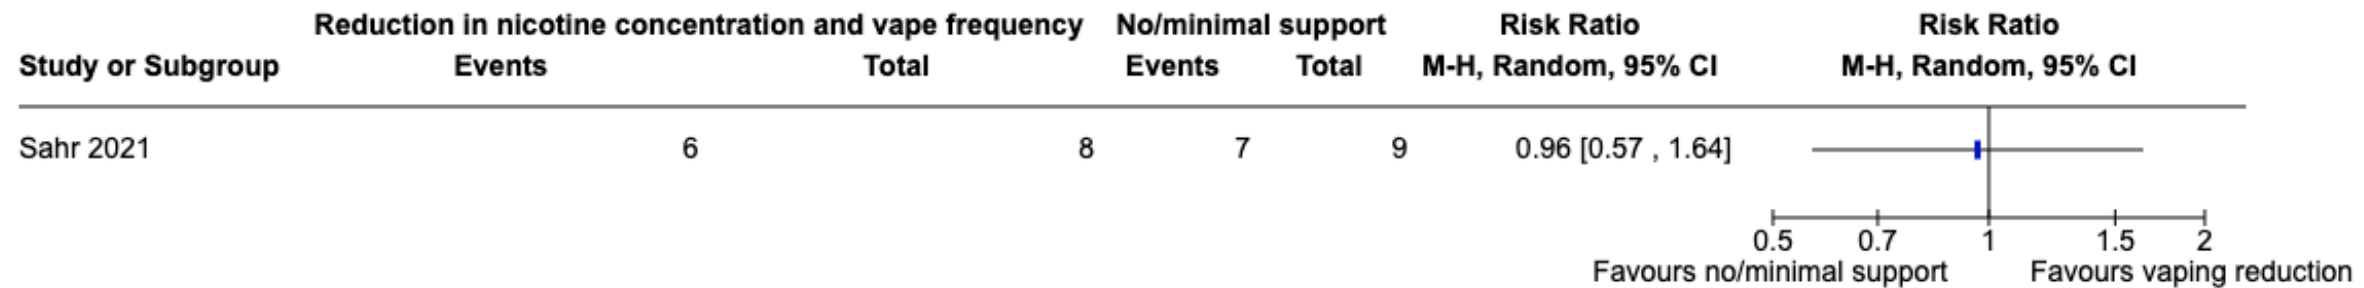 Reduction in nicotine concentration and vape frequency No/minimal support Risk Ratio Risk Ratio
Study or Subgroup Events Total Events Total M-H, Random, 95% CI M-H, Random, 95% CI
Sahr 2021 6 8 7 9 0.96 [0.57 , 1.64]
0.5 0.7 1 1.5 2
Favours no/minimal support Favours vaping reduction